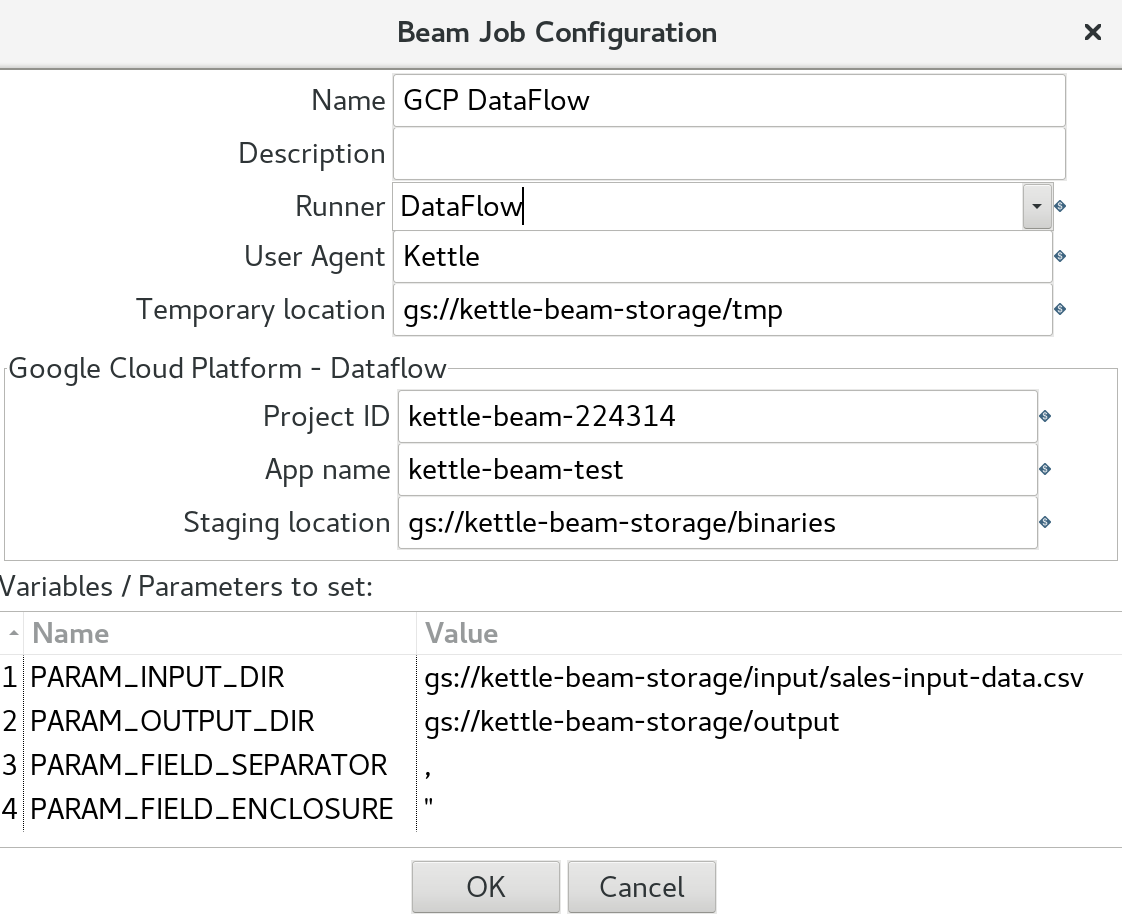 Beam Job Configuration
Name GCP DataFlow
Description
Runner DataFlow
User Agent Kettle
Temporary location gs://kettle-beam-storage/tmp
Google Cloud Platform - Dataflow
Project ID kettle-beam-224314
App name kettle-beam-test
Staging location gs://kettle-beam-storage/binaries
Variables / Parameters to set:
Name Value
1 PARAM_INPUT_DIR gs://kettle-beam-storage/input/sales-input-data.csv
2 PARAM_OUTPUT_DIR gs://kettle-beam-storage/output
3 PARAM_FIELD_SEPARATOR ,
4 PARAM_FIELD_ENCLOSURE "
OK Cancel